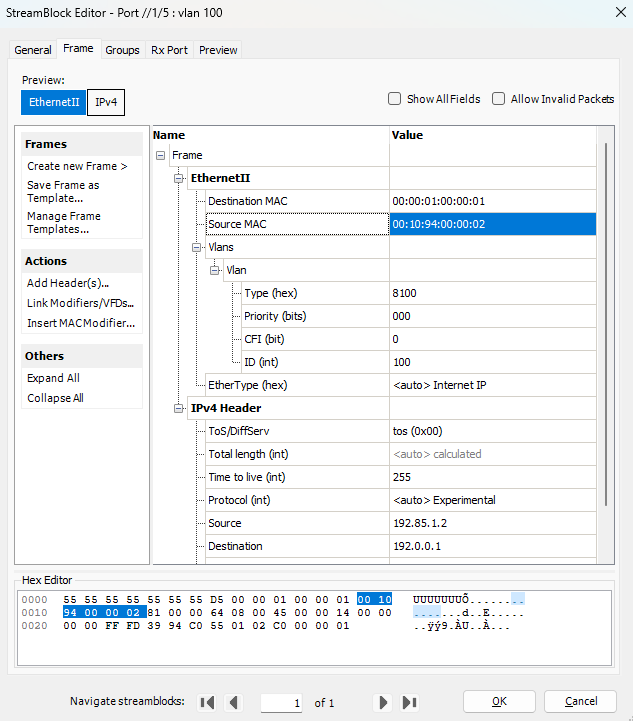 StreamBlock Editor - Port //1/5 : vlan 100
General Frame Groups Rx Port Preview
Preview:
EthernetII IPv4
Show All Fields Allow Invalid Packets
Frames
Create new Frame >
Save Frame as
Template...
Manage Frame
Templates...
Actions
Add Header(s)...
Link Modifiers/VFDs...
Insert MAC Modifier...
Others
Expand All
Collapse All
Name Value
Frame
EthernetII
Destination MAC 00:00:01:00:00:01
Source MAC 00:10:94:00:00:02
Vlans
Vlan
Type (hex) 8100
Priority (bits) 000
CFI (bit) 0
ID (int) 100
EtherType (hex) <auto> Internet IP
IPv4 Header
ToS/DiffServ tos (0x00)
Total length (int) <auto> calculated
Time to live (int) 255
Protocol (int) <auto> Experimental
Source 192.85.1.2
Destination 192.0.0.1
Hex Editor
0000 55 55 55 55 55 55 55 D5 00 00 01 00 00 01 00 10 UUUUUUUÕ........
0010 94 00 00 02 81 00 00 64 08 00 45 00 00 14 00 00 .......d..E.....
0020 00 00 FF FD 39 94 C0 55 01 02 C0 00 00 01 ..ÿý9.ÀU..À...
Navigate streamblocks: 1 of 1
OK Cancel